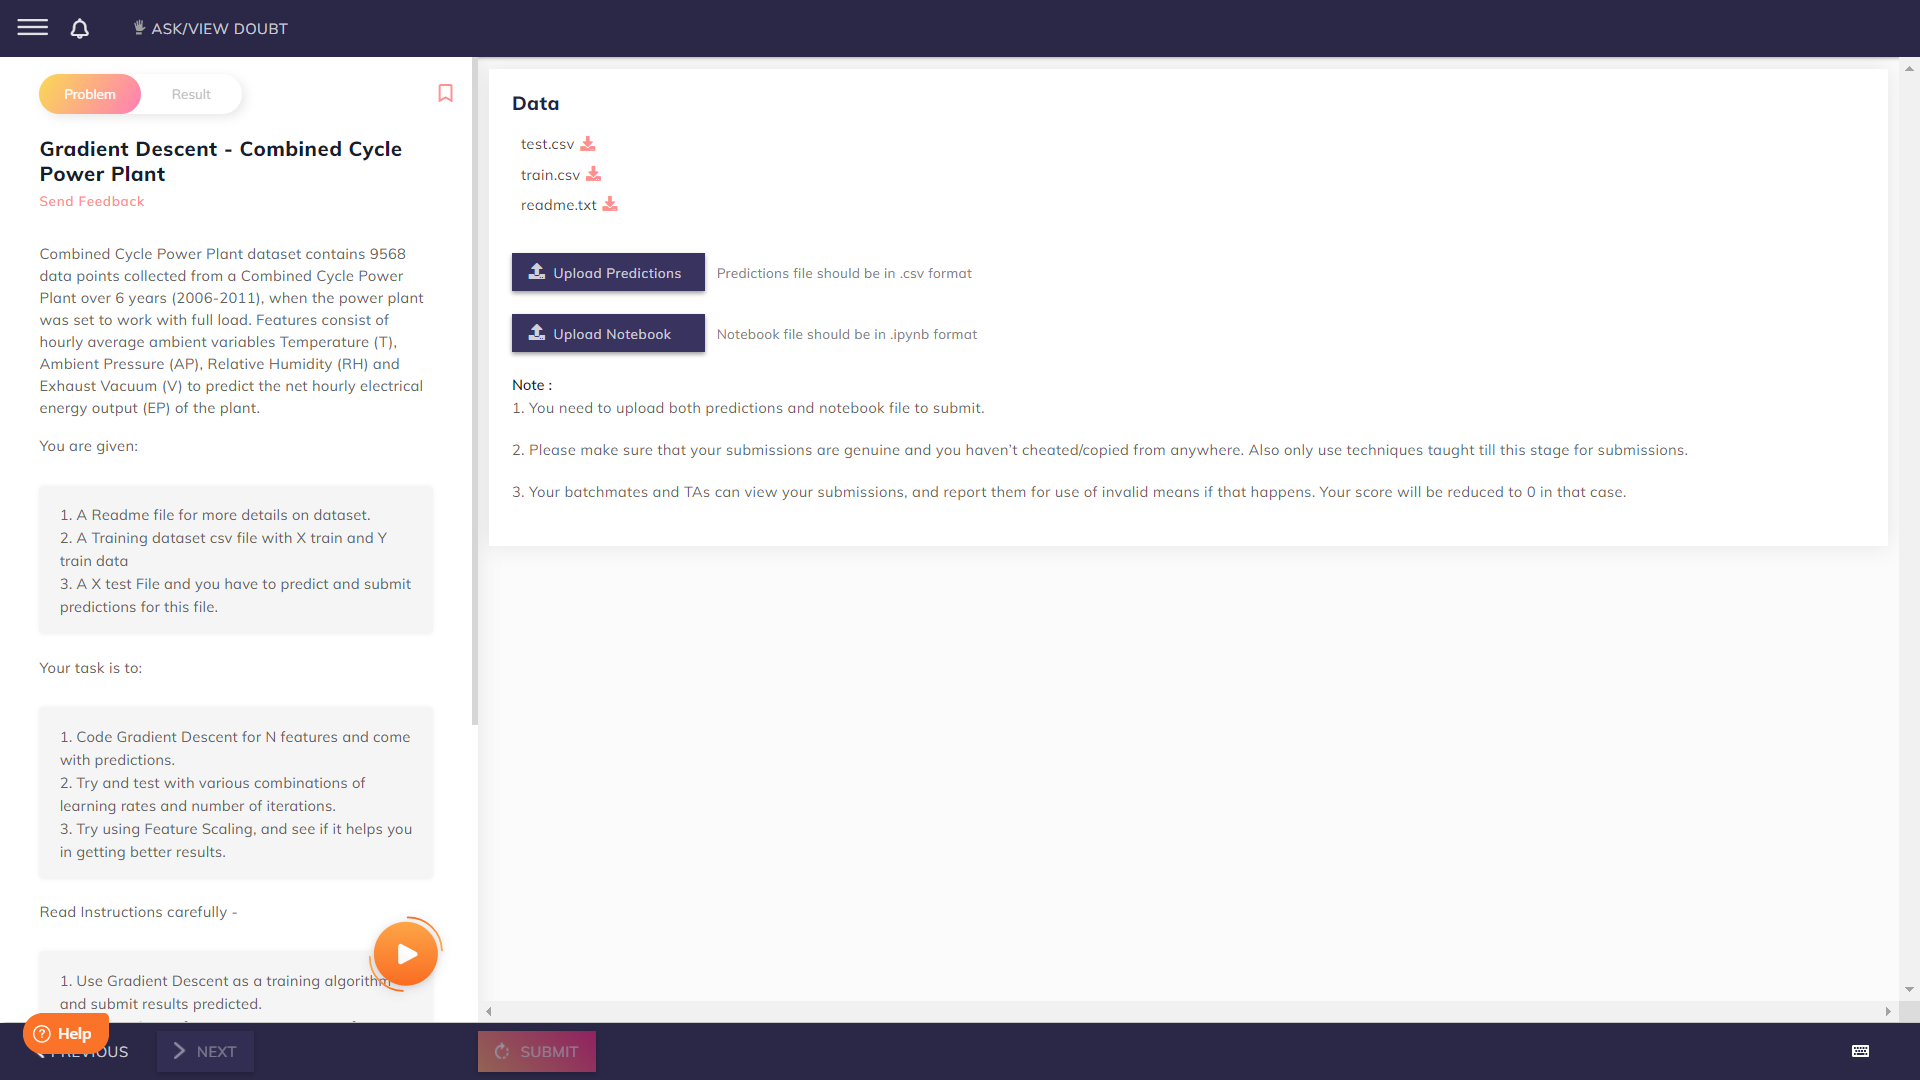 ASK/VIEW DOUBT
Problem
Result
Gradient Descent - Combined Cycle
Power Plant
Send Feedback
Combined Cycle Power Plant dataset contains 9568
data points collected from a Combined Cycle Power
Plant over 6 years (2006-2011), when the power plant
was set to work with full load. Features consist of
hourly average ambient variables Temperature (T),
Ambient Pressure (AP), Relative Humidity (RH) and
Exhaust Vacuum (V) to predict the net hourly electrical
energy output (EP) of the plant.
You are given:
1. A Readme file for more details on dataset.
2. A Training dataset csv file with X train and Y
train data
3. A X test File and you have to predict and submit
predictions for this file.
Your task is to:
1. Code Gradient Descent for N features and come
with predictions.
2. Try and test with various combinations of
learning rates and number of iterations.
3. Try using Feature Scaling, and see if it helps you
in getting better results.
Read Instructions carefully -
1. Use Gradient Descent as a training algorithm
and submit results predicted.
Help
PREVIOUS
NEXT
Data
test.csv
train.csv
readme.txt
Upload Predictions
Predictions file should be in .csv format
Upload Notebook
Notebook file should be in .ipynb format
Note :
1. You need to upload both predictions and notebook file to submit.
2. Please make sure that your submissions are genuine and you haven't cheated/copied from anywhere. Also only use techniques taught till this stage for submissions.
3. Your batchmates and TAs can view your submissions, and report them for use of invalid means if that happens. Your score will be reduced to 0 in that case.
SUBMIT